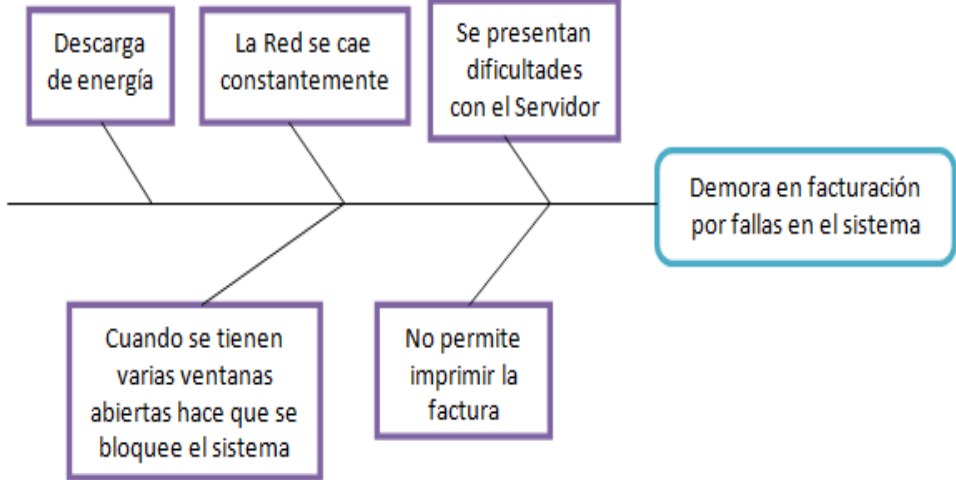 Descarga
de energía
La Red se cae
constantemente
Se presentan
dificultades
con el Servidor
Demora en facturación
por fallas en el sistema
Cuando se tienen
varias ventanas
abiertas hace que se
bloquee el sistema
No permite
imprimir la
factura